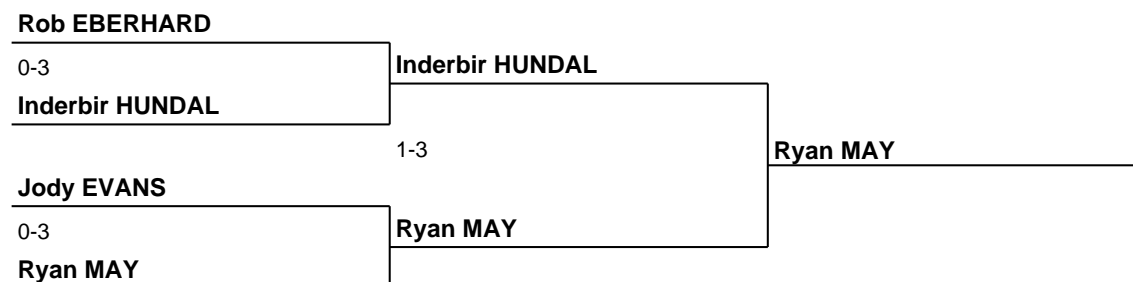 Rob EBERHARD
0-3
Inderbir HUNDAL
Inderbir HUNDAL
1-3
Ryan MAY
Jody EVANS
0-3
Ryan MAY
Ryan MAY